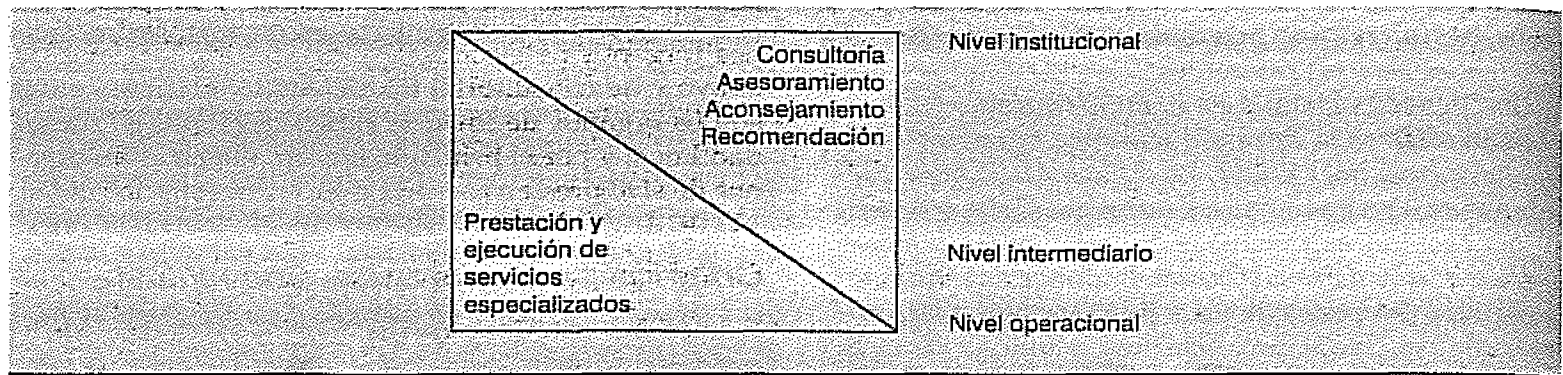 Consultoría
Asesoramiento
Aconsejamiento
Recomendación
Prestación y
ejecución de
servicios
especializados
Nivel institucional
Nivel intermediario
Nivel operacional